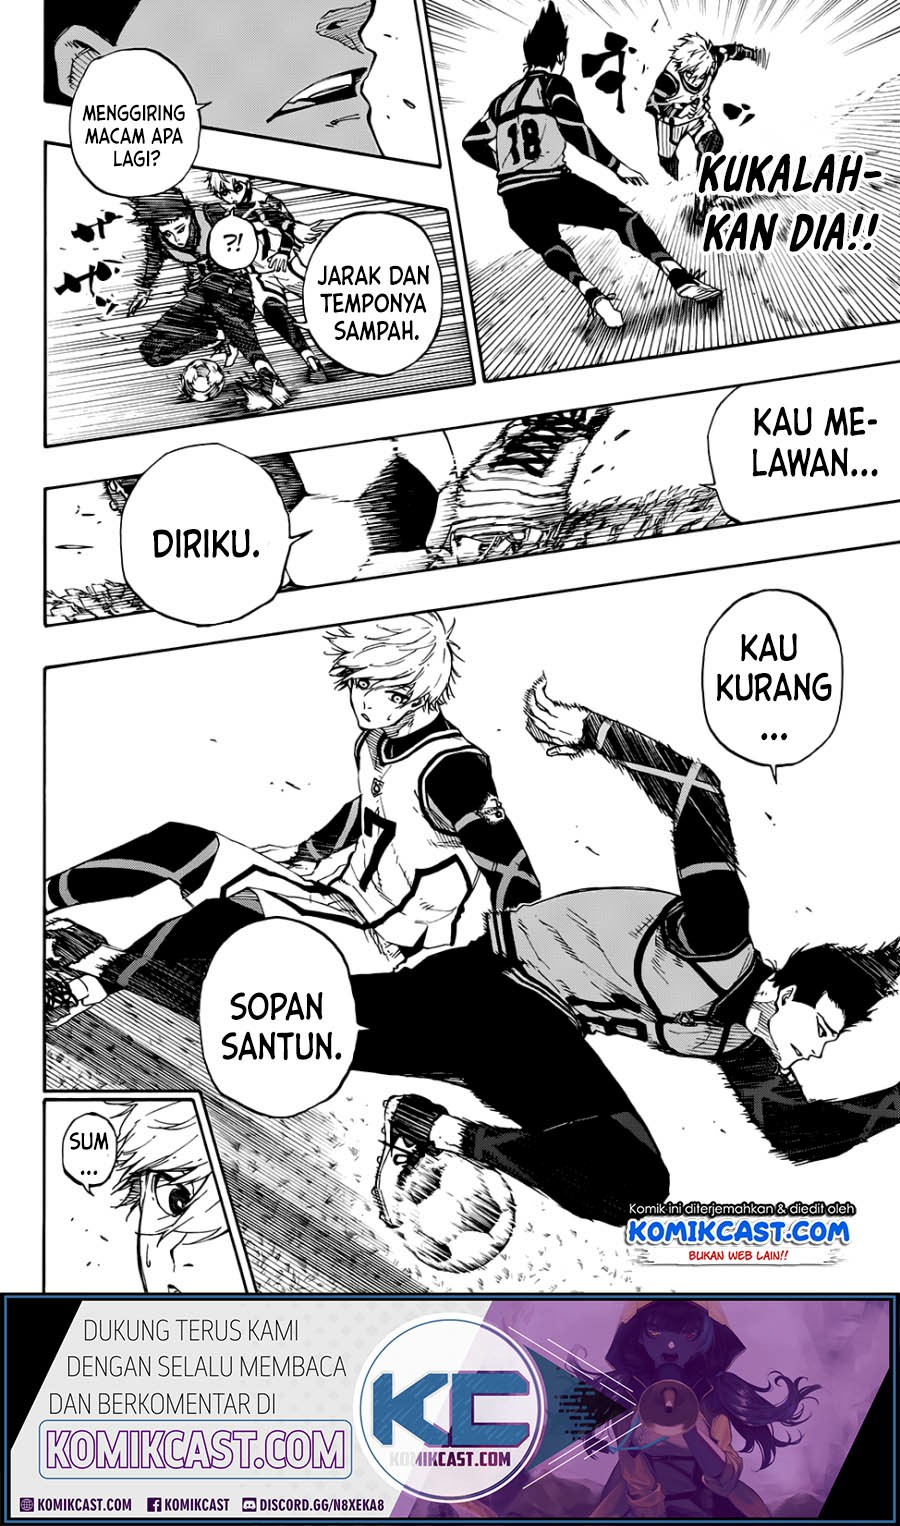 KUKALAH-
KAN DIA!!
18
MENGGIRING
MACAM APA
LAGI?
?!
JARAK DAN
TEMPONYA
SAMPAH.
KAU ME-
LAWAN...
DIRIKU.
KAU
KURANG
...
7
SOPAN
SANTUN.
SUM
...
Komik ini diterjemahkan & diedit oleh
KOMIKCAST.COM
BUKAN WEB LAIN!!
DUKUNG TERUS KAMI
DENGAN SELALU MEMBACA
DAN BERKOMENTAR DI
KOMIKCAST.COM
KC
KOMIKCAST.COM
KOMIKCAST.COM
KOMIKCAST
DISCORD.GG/N8XEKA8